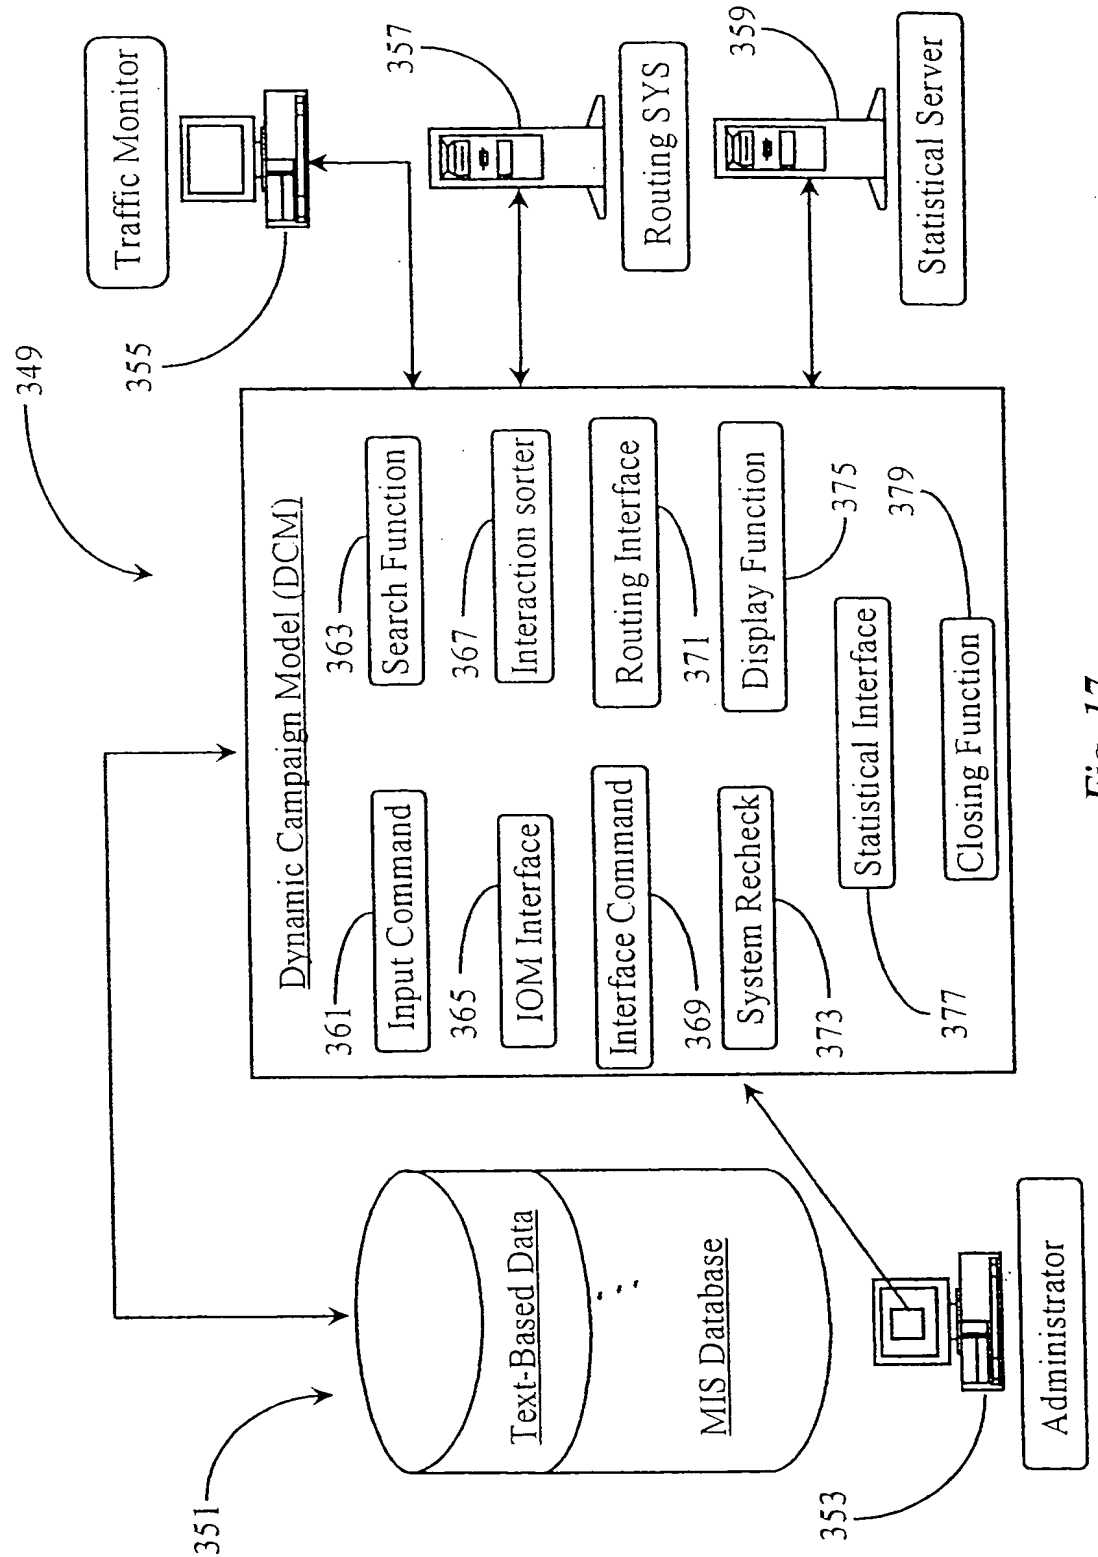 349
351
Text-Based Data
MIS Database
353
Administrator
Dynamic Campaign Model (DCM)
361
Input Command
363
Search Function
365
IOM Interface
367
Interaction sorter
Interface Command
369
Routing Interface
371
System Recheck
373
Display Function
375
Statistical Interface
377
379
Closing Function
Traffic Monitor
355
357
Routing SYS
359
Statistical Server
Fig. 17